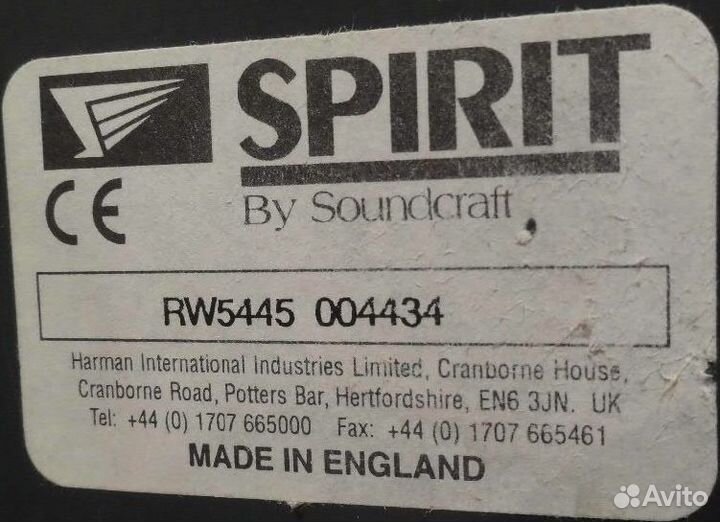 SPIRIT
By Soundcraft
CE
RW5445 004434
Harman International Industries Limited, Cranborne House,
Cranborne Road, Potters Bar, Hertfordshire, EN6 3JN. UK
Tel: +44 (0) 1707 665000 Fax: +44 (0) 1707 665461
MADE IN ENGLAND
Avito